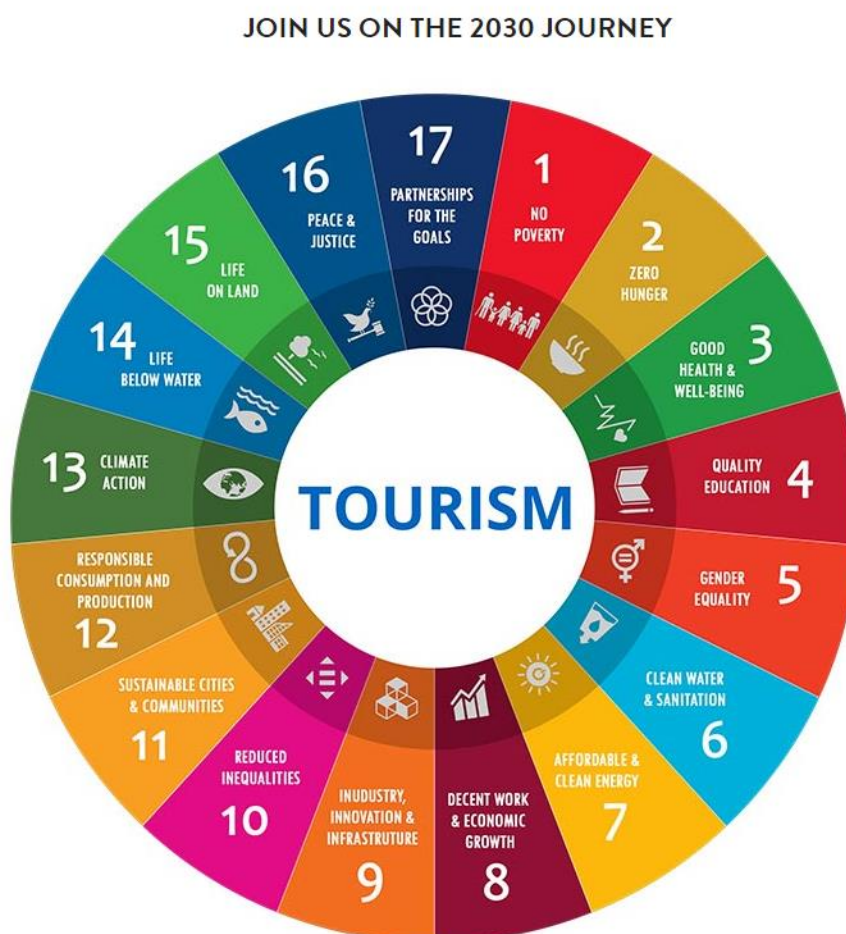 JOIN US ON THE 2030 JOURNEY
17
PARTNERSHIPS
FOR THE
GOALS
1
NO
POVERTY
2
ZERO
HUNGER
3
GOOD
HEALTH &
WELL-BEING
QUALITY
EDUCATION
4
GENDER
EQUALITY
5
CLEAN WATER
& SANITATION
6
AFFORDABLE &
CLEAN ENERGY
7
DECENT WORK
& ECONOMIC
GROWTH
8
INUDUSTRY,
INNOVATION &
INFRASTRUTURE
9
REDUCED
INEQUALITIES
10
SUSTAINABLE CITIES
& COMMUNITIES
11
RESPONSIBLE
CONSUMPTION AND
PRODUCTION
12
13
CLIMATE
ACTION
14
LIFE
BELOW WATER
15
LIFE
ON LAND
16
PEACE &
JUSTICE
TOURISM